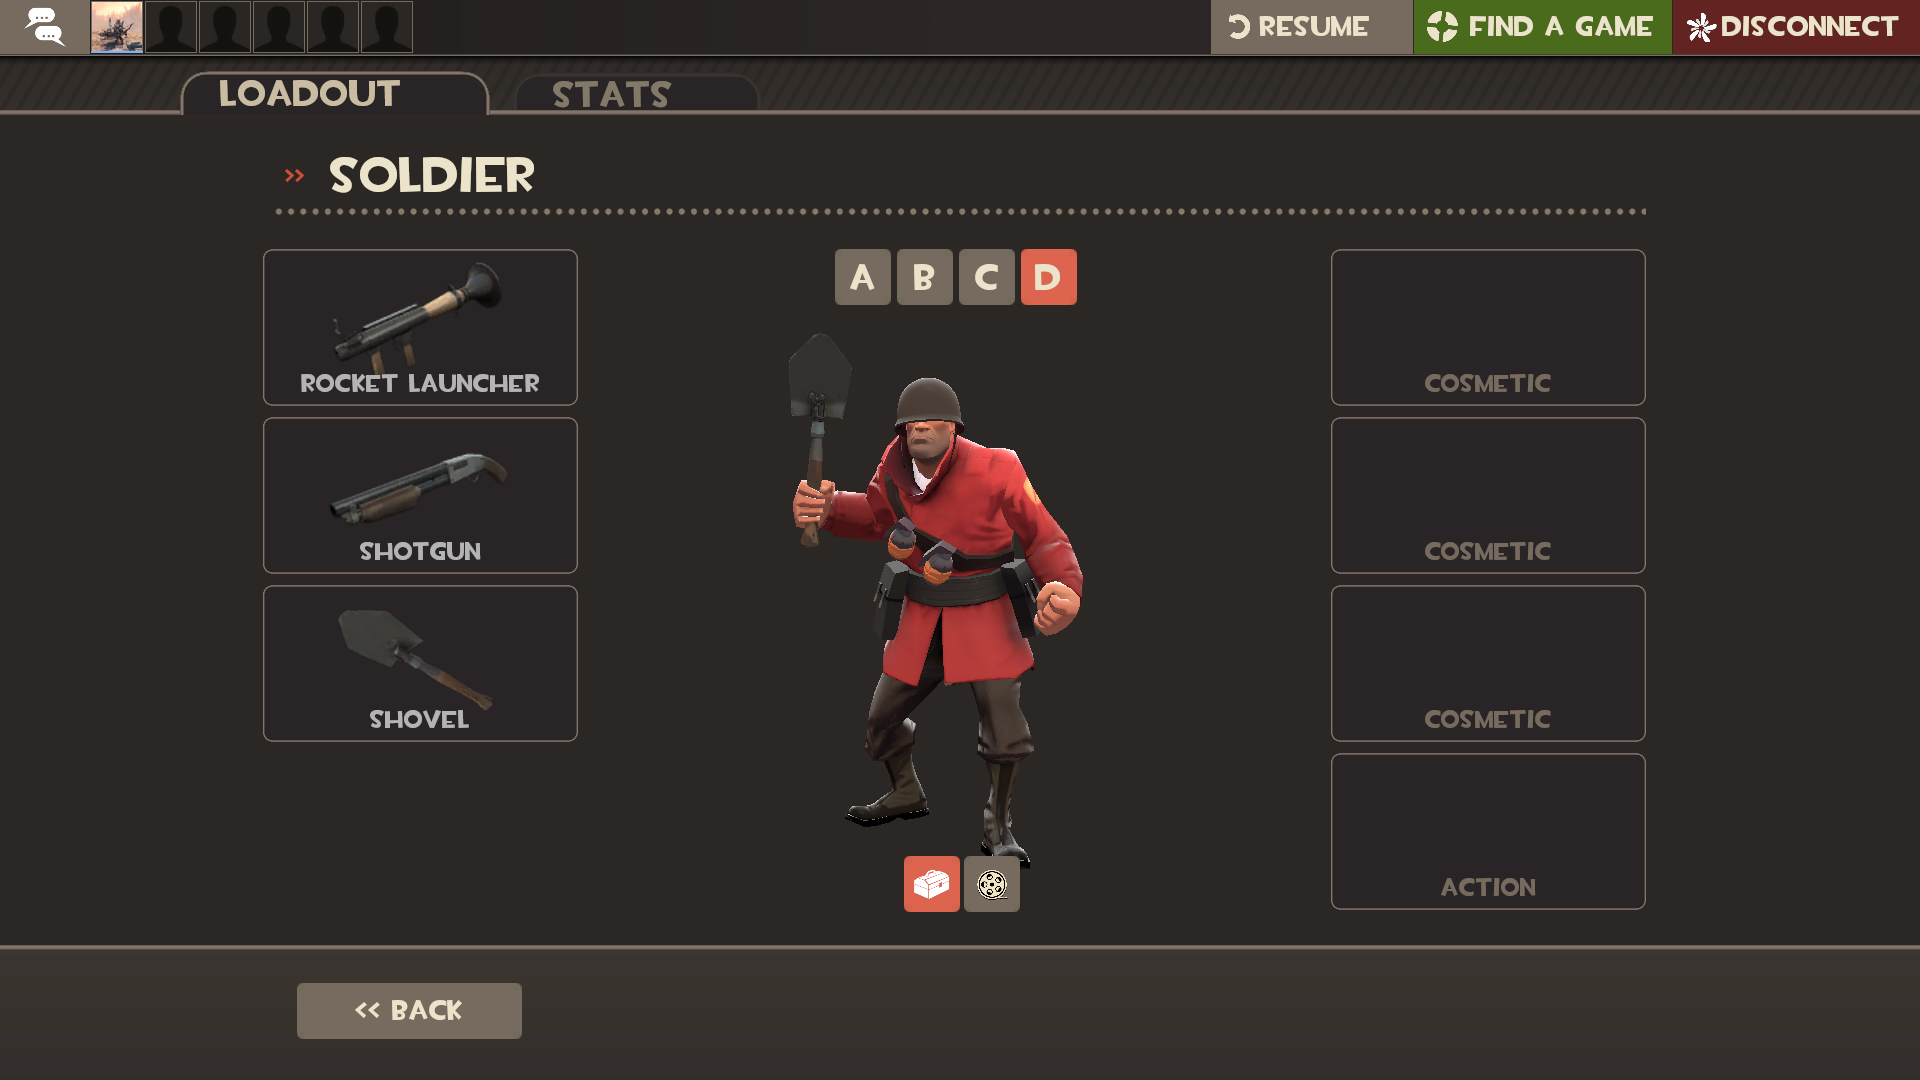 RESUME
FIND A GAME
DISCONNECT
LOADOUT
STATS
>> SOLDIER
A B C D
ROCKET LAUNCHER
SHOTGUN
SHOVEL
COSMETIC
COSMETIC
COSMETIC
ACTION
<< BACK